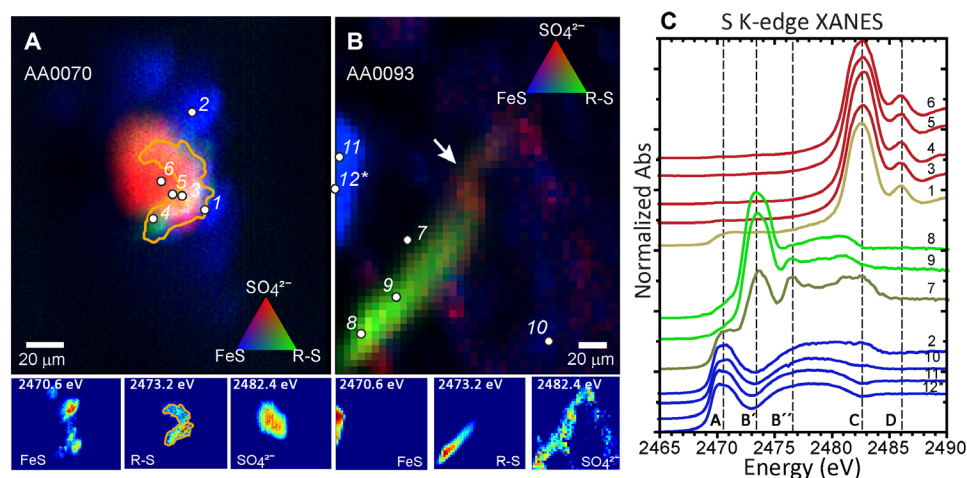 A
AA0070
SO₄²⁻
FeS
R-S
20 μm
1
2
3
4
5
6
B
AA0093
SO₄²⁻
FeS
R-S
20 μm
7
8
9
10
11
12*
2470.6 eV
FeS
2473.2 eV
R-S
2482.4 eV
SO₄²⁻
2470.6 eV
FeS
2473.2 eV
R-S
2482.4 eV
SO₄²⁻
C
S K-edge XANES
Normalized Abs
6
5
4
3
1
8
9
7
2
10
11
12*
A
B´
B´´
C
D
2465
2470
2475
2480
2485
2490
Energy (eV)